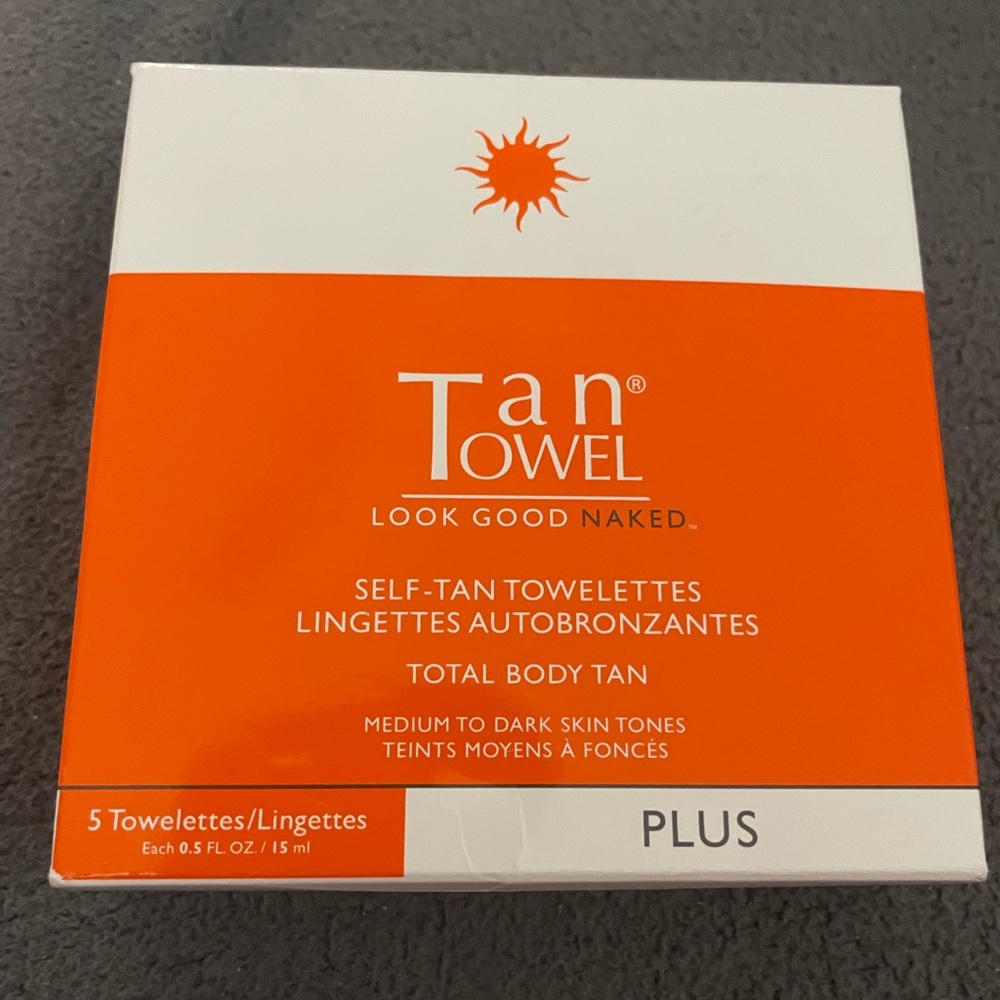 Tan®
TOWEL
LOOK GOOD NAKED™
SELF-TAN TOWELETTES
LINGETTES AUTOBRONZANTES
TOTAL BODY TAN
MEDIUM TO DARK SKIN TONES
TEINTS MOYENS À FONCÉS
5 Towelettes/Lingettes
Each 0.5 FL. OZ. / 15 ml
PLUS